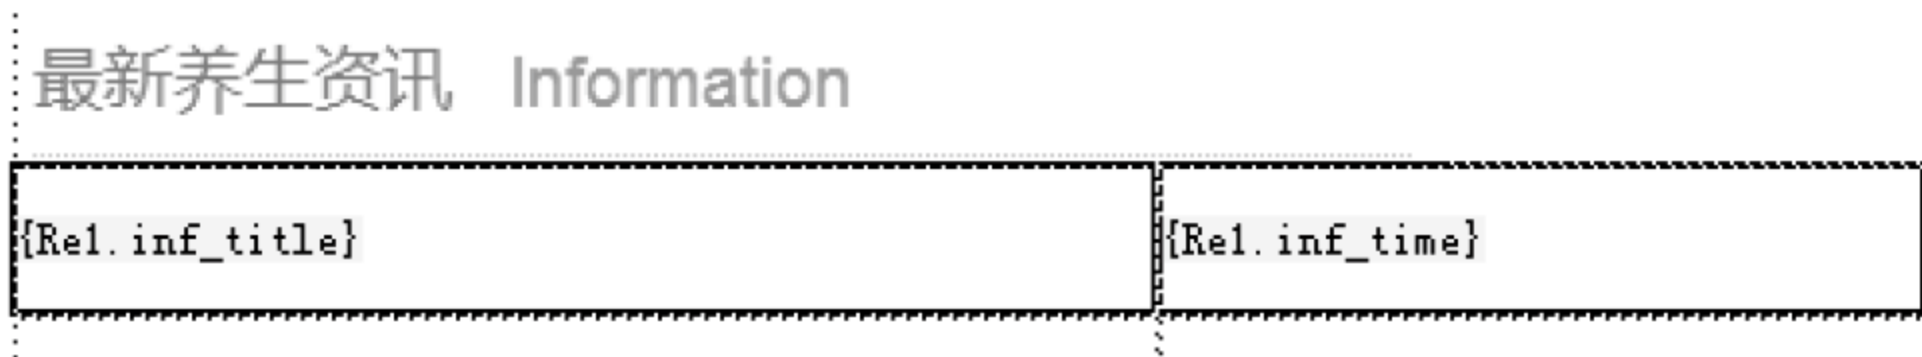 最新养生资讯 Information
{Re1.inf_title} {Re1.inf_time}